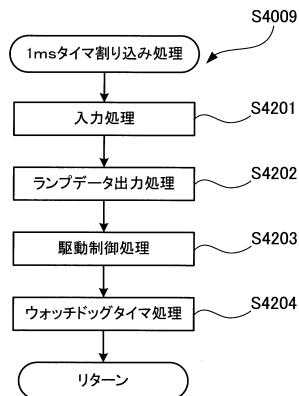 S4009
1msタイマ割り込み処理
入力処理
S4201
ランプデータ出力処理
S4202
駆動制御処理
S4203
ウォッチドッグタイマ処理
S4204
リターン